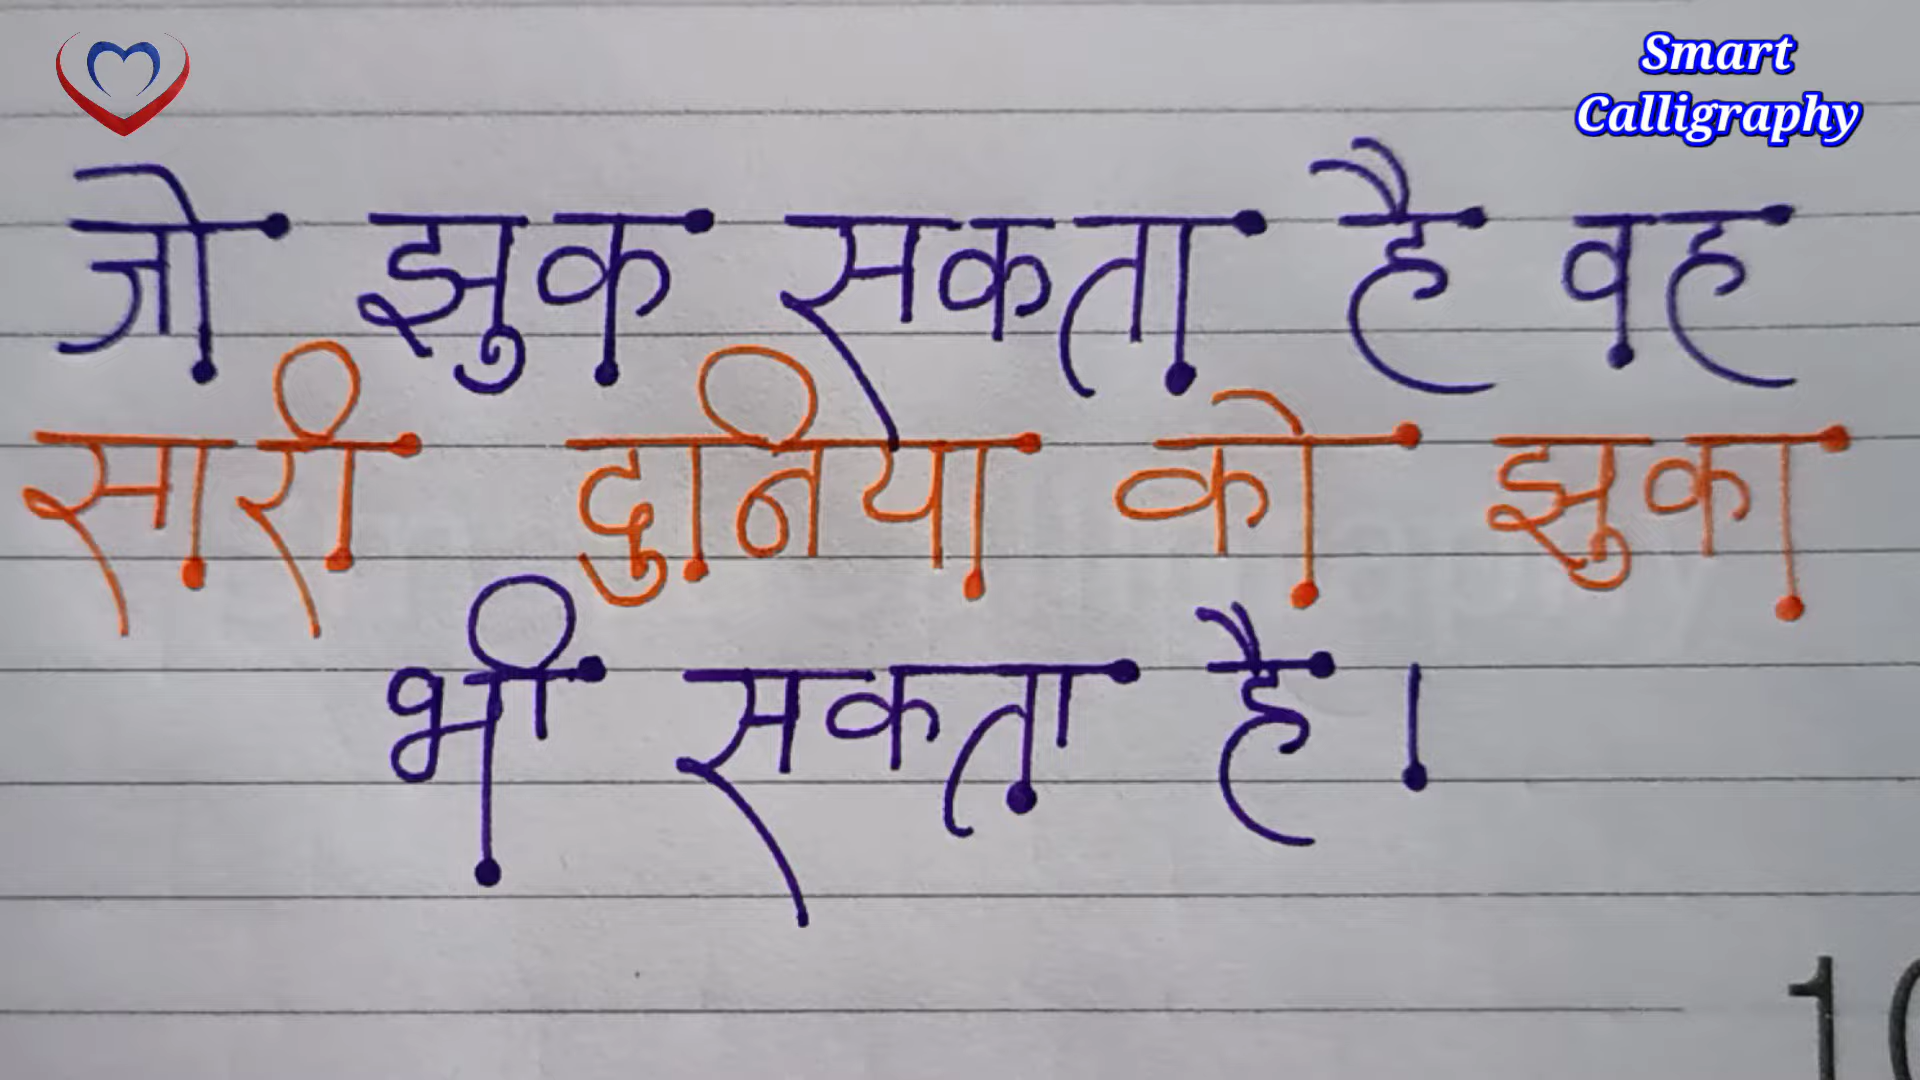 Smart
Calligraphy
जो झुक सकता है वह
सारी दुनिया को झुका
भी सकता है।